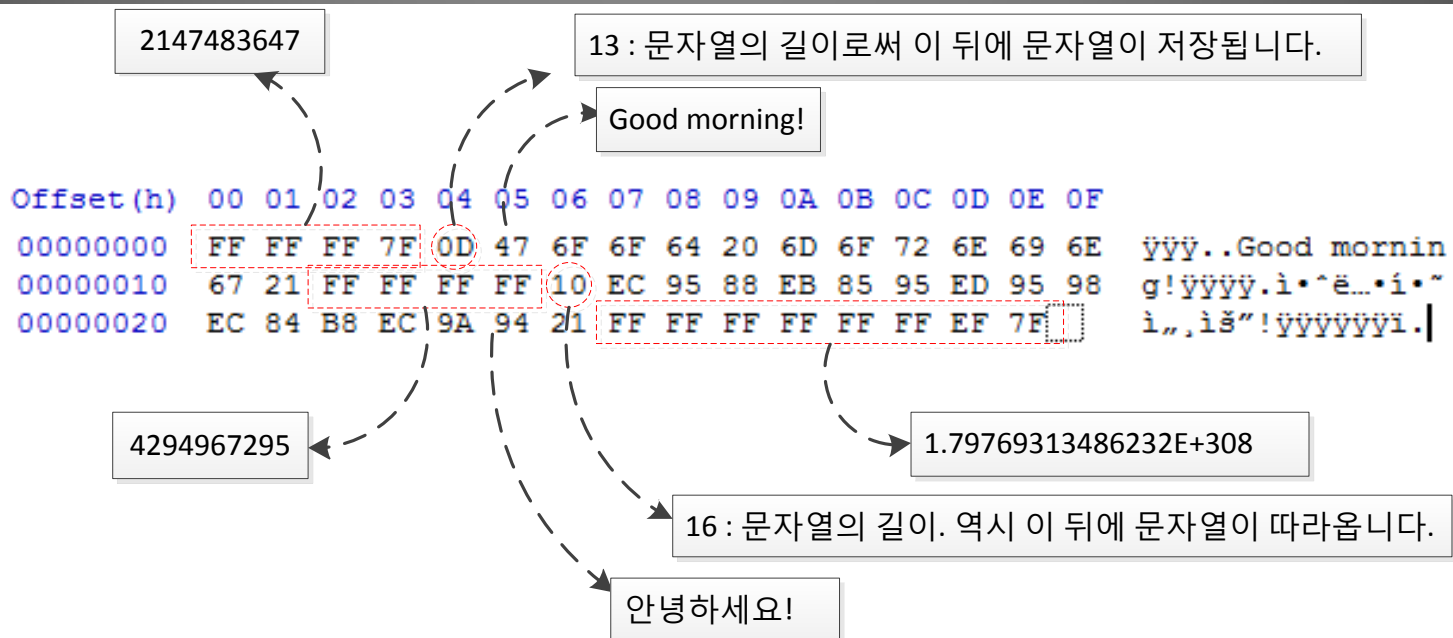 2147483647
13 : 문자열의 길이로써 이 뒤에 문자열이 저장됩니다.
Good morning!
Offset(h) 00 01 02 03 04 05 06 07 08 09 0A 0B 0C 0D 0E 0F
00000000 FF FF FF 7F 0D 47 6F 6F 64 20 6D 6F 72 6E 69 6E ÿÿÿ..Good mornin
00000010 67 21 FF FF FF FF 10 EC 95 88 EB 85 95 ED 95 98 g!ÿÿÿÿ.ì•ˆë…•í•˜
00000020 EC 84 B8 EC 9A 94 21 FF FF FF FF FF FF EF 7F ì„¸ìš”!ÿÿÿÿÿÿï.
4294967295
1.79769313486232E+308
16 : 문자열의 길이. 역시 이 뒤에 문자열이 따라옵니다.
안녕하세요!